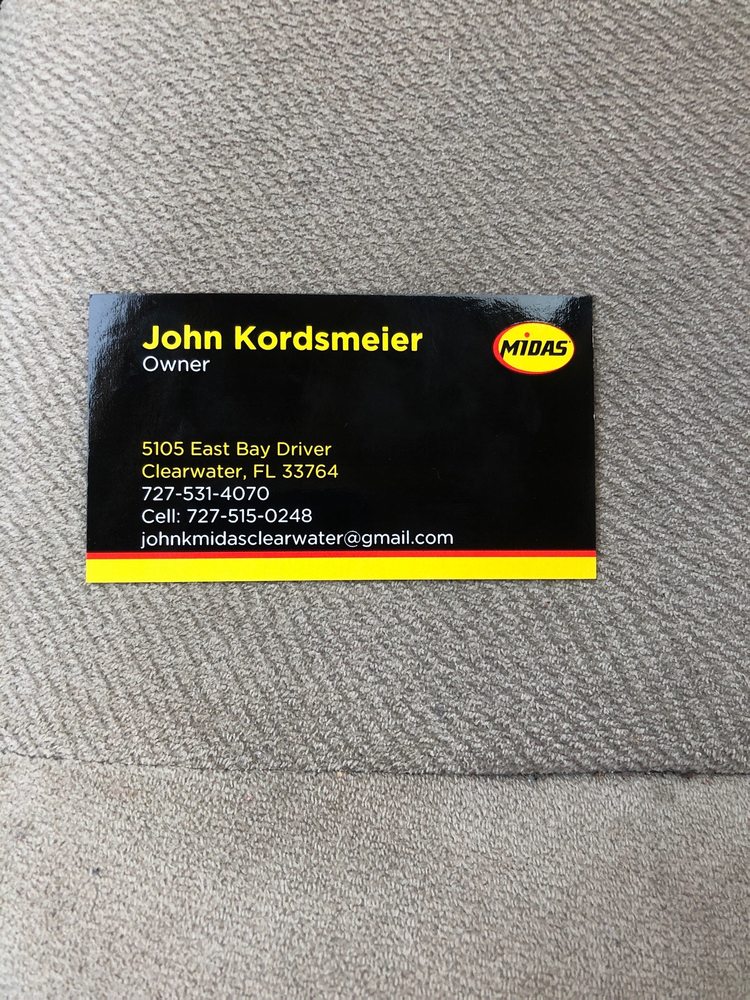 John Kordsmeier
Owner
MIDAS
5105 East Bay Driver
Clearwater, FL 33764
727-531-4070
Cell: 727-515-0248
johnkmidasclearwater@gmail.com